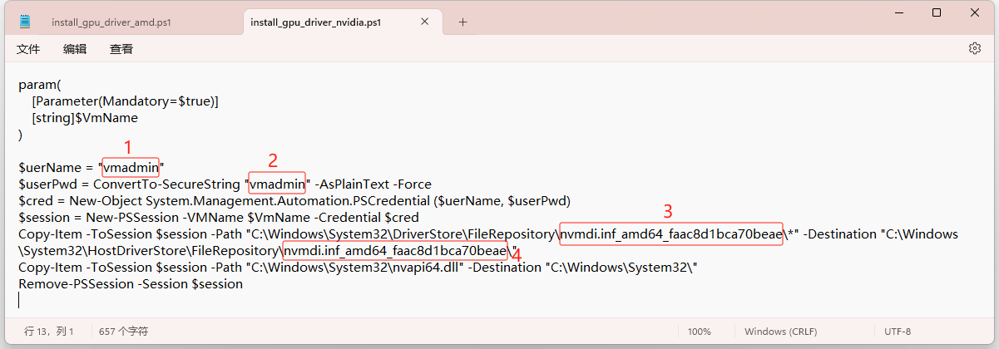 install_gpu_driver_amd.ps1
install_gpu_driver_nvidia.ps1
文件 编辑 查看
param(
[Parameter(Mandatory=$true)]
[string]$VmName
)
1
2
$uerName = "vmadmin"
$userPwd = ConvertTo-SecureString "vmadmin" -AsPlainText -Force
$cred = New-Object System.Management.Automation.PSCredential ($uerName, $userPwd)
$session = New-PSSession -VMName $VmName -Credential $cred
3
Copy-Item -ToSession $session -Path "C:\Windows\System32\DriverStore\FileRepository\nvmdi.inf_amd64_faac8d1bca70beae\*" -Destination "C:\Windows
\System32\HostDriverStore\FileRepository\nvmdi.inf_amd64_faac8d1bca70beae\"
4
Copy-Item -ToSession $session -Path "C:\Windows\System32\nvapi64.dll" -Destination "C:\Windows\System32\"
Remove-PSSession -Session $session
行 13，列 1 657 个字符 100% Windows (CRLF) UTF-8